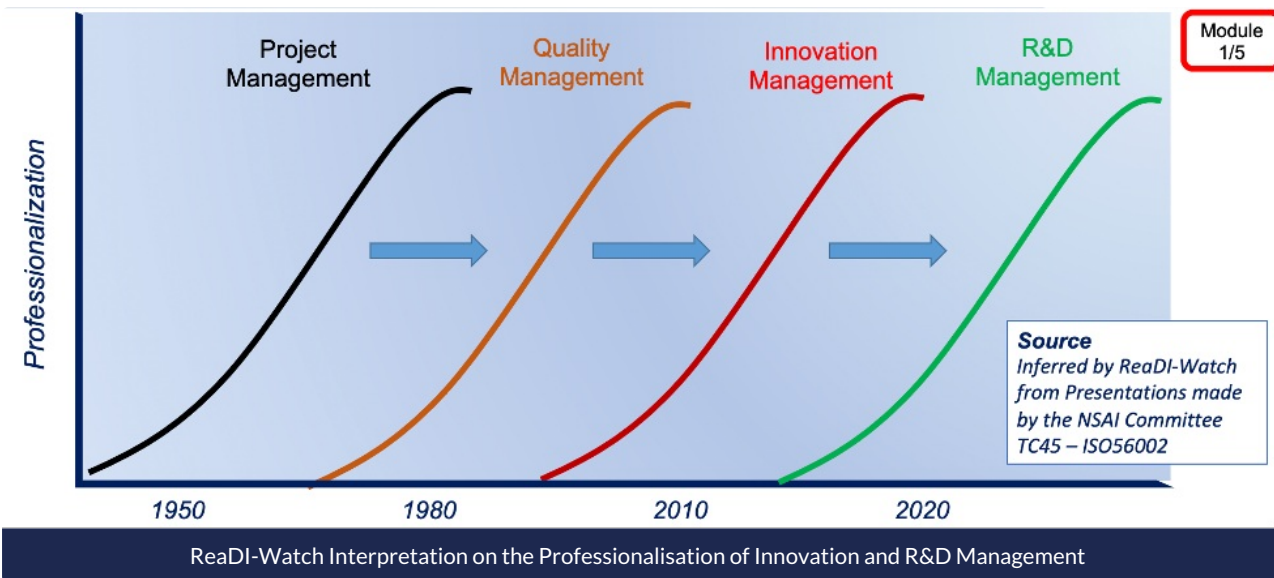 Project
Management
Quality
Management
Innovation
Management
R&D
Management
Module
1/5
Professionalization
Source
Inferred by ReaDI-Watch
from Presentations made
by the NSAI Committee
TC45 – ISO56002
1950
1980
2010
2020
ReaDI-Watch Interpretation on the Professionalisation of Innovation and R&D Management